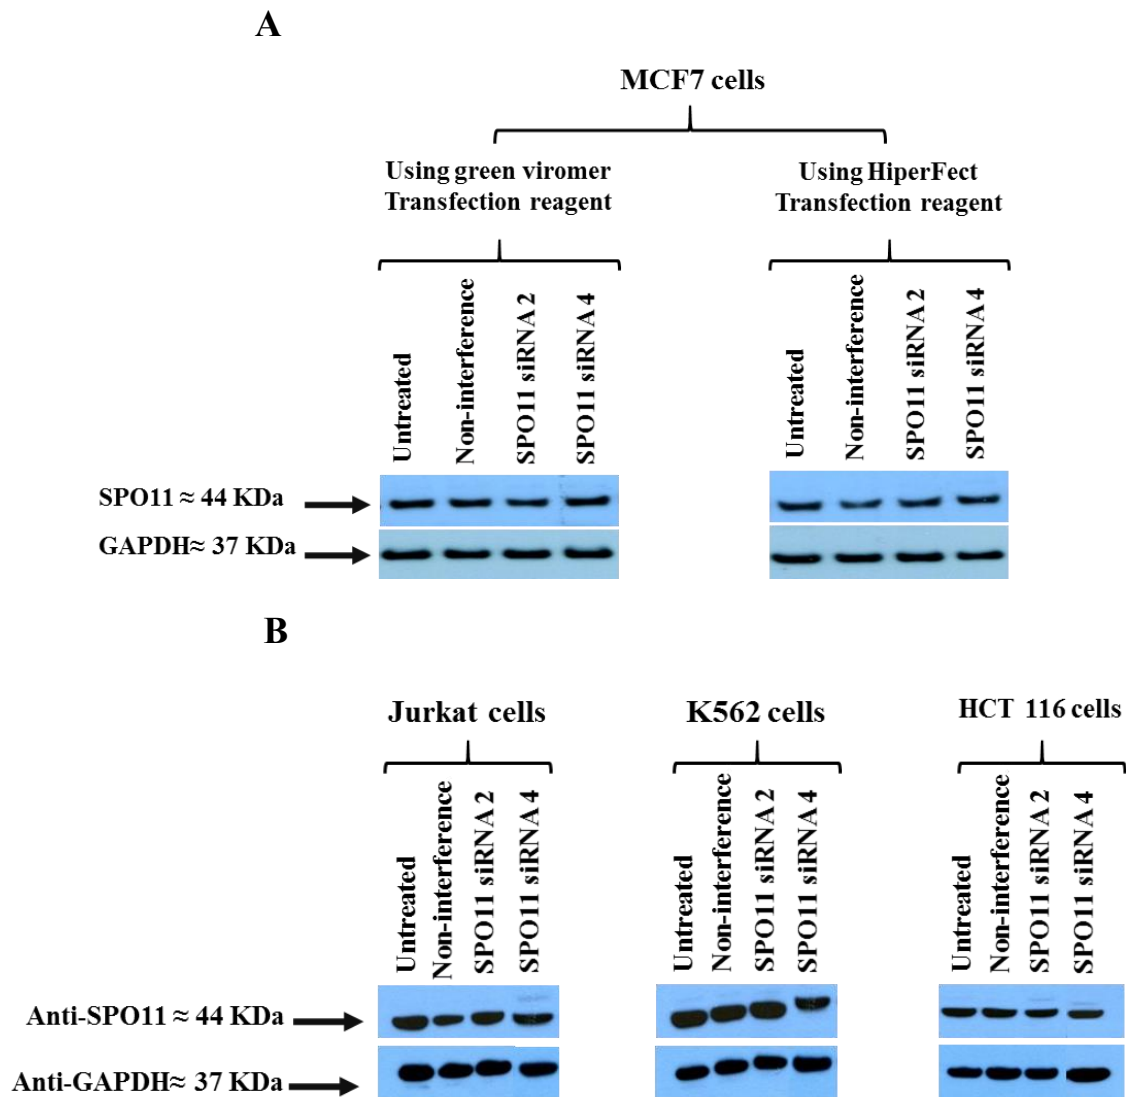 A
MCF7 cells
Using green viromer
Transfection reagent
Using HiperFect
Transfection reagent
Untreated
Non-interference
SPO11 siRNA 2
SPO11 siRNA 4
Untreated
Non-interference
SPO11 siRNA 2
SPO11 siRNA 4
SPO11 ≈ 44 KDa
GAPDH≈ 37 KDa
B
Jurkat cells
K562 cells
HCT 116 cells
Untreated
Non-interference
SPO11 siRNA 2
SPO11 siRNA 4
Untreated
Non-interference
SPO11 siRNA 2
SPO11 siRNA 4
Untreated
Non-interference
SPO11 siRNA 2
SPO11 siRNA 4
Anti-SPO11 ≈ 44 KDa
Anti-GAPDH≈ 37 KDa